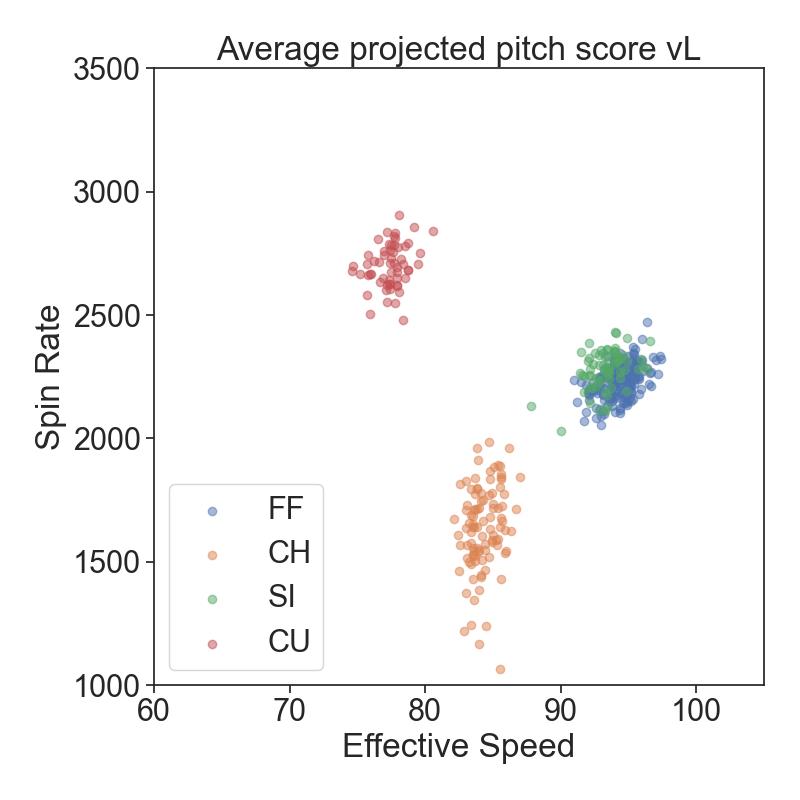 Average projected pitch score vL
3500
3000
2500
2000
1500
1000
Spin Rate
FF
CH
SI
CU
60 70 80 90 100
Effective Speed